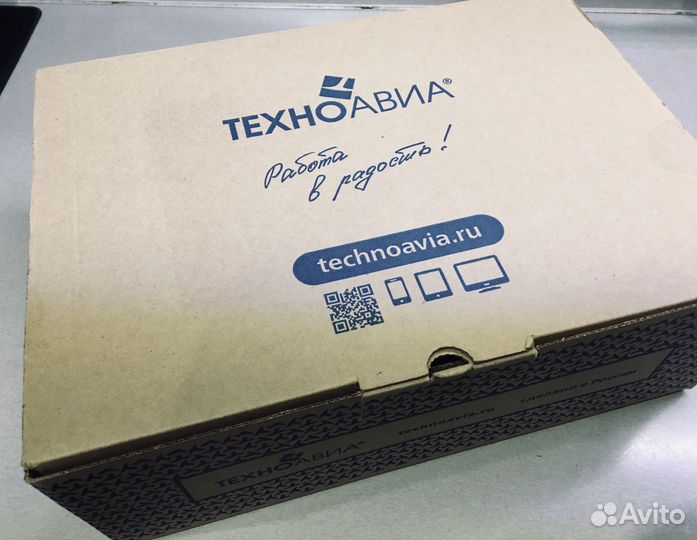 ТЕХНОАВИА®
Работа
в радость!
technoavia.ru
ТЕХНОАВИА®
technoavia.ru
сделано в России
Avito